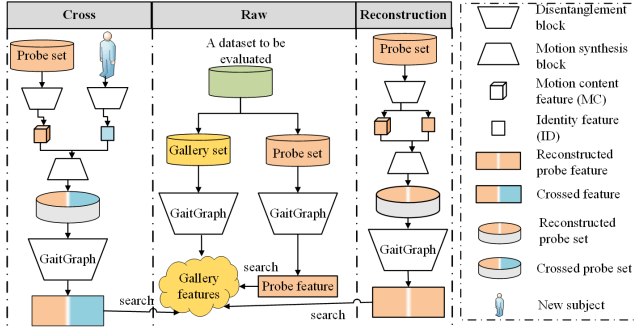 Cross
Raw
Reconstruction
Probe set
A dataset to be
evaluated
Probe set
Gallery set
Probe set
GaitGraph
GaitGraph
GaitGraph
GaitGraph
Gallery
features
search
Probe feature
search
search
Disentanglement
block
Motion synthesis
block
Motion content
feature (MC)
Identity feature
(ID)
Reconstructed
probe feature
Crossed feature
Reconstructed
probe set
Crossed probe set
New subject